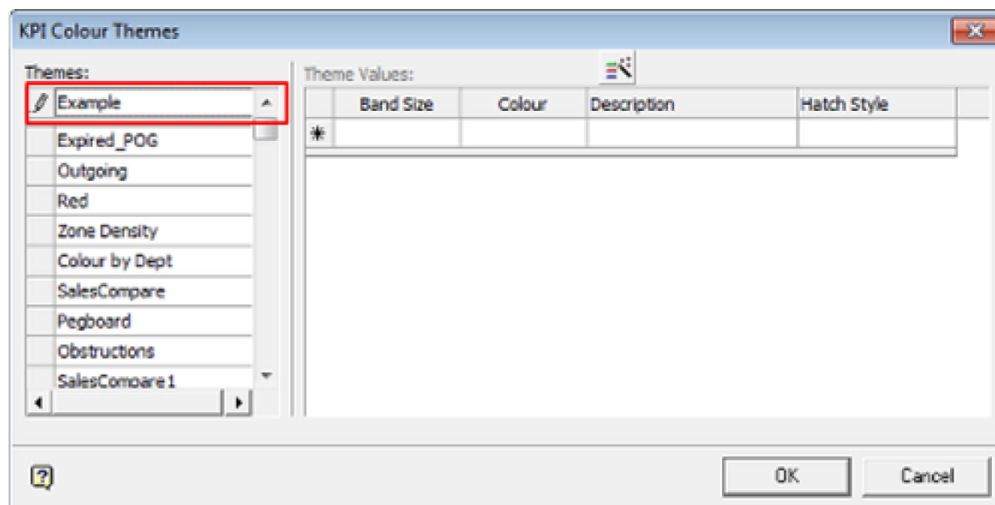 KPI Colour Themes
Themes:
Example
Expired_POG
Outgoing
Red
Zone Density
Colour by Dept
SalesCompare
Pegboard
Obstructions
SalesCompare1
Theme Values:
Band Size Colour Description Hatch Style
OK Cancel